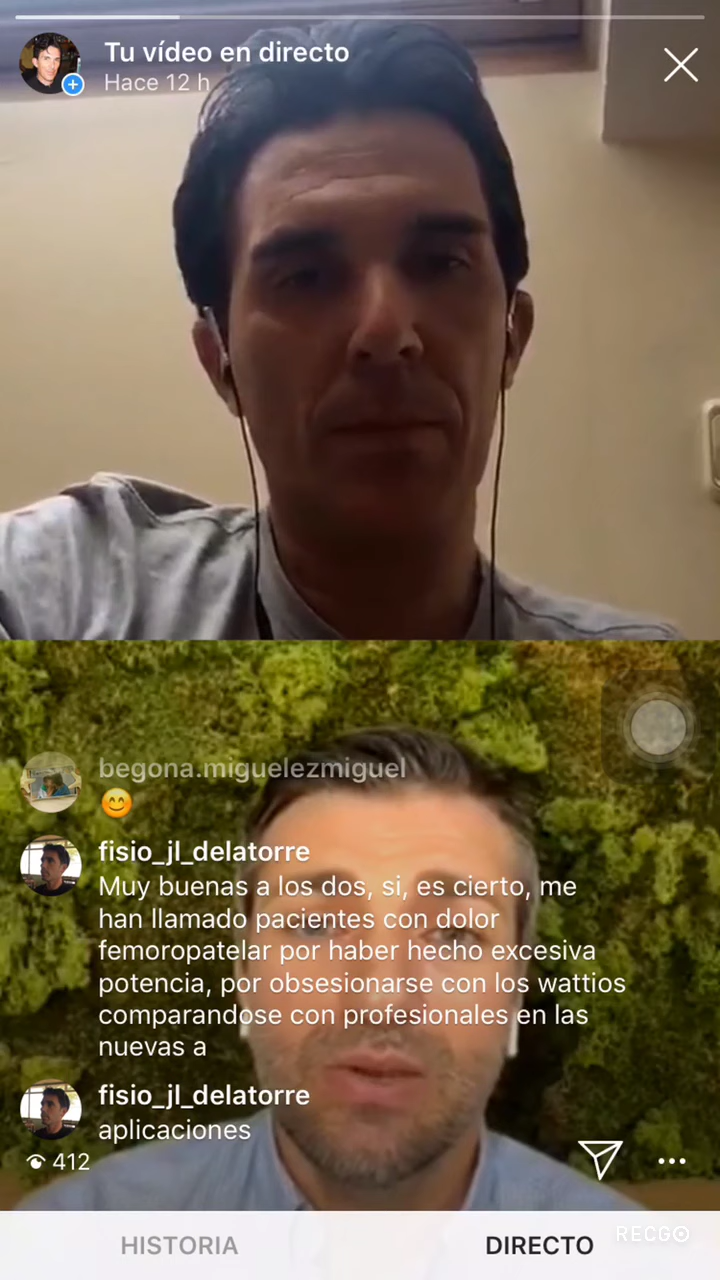 Tu vídeo en directo
Hace 12 h
begona.miguelezmiguel
😊
fisio_jl_delatorre
Muy buenas a los dos, si, es cierto, me
han llamado pacientes con dolor
femoropatelar por haber hecho excesiva
potencia, por obsesionarse con los wattios
comparandose con profesionales en las
nuevas a
fisio_jl_delatorre
aplicaciones
412
HISTORIA
DIRECTO
RECGO